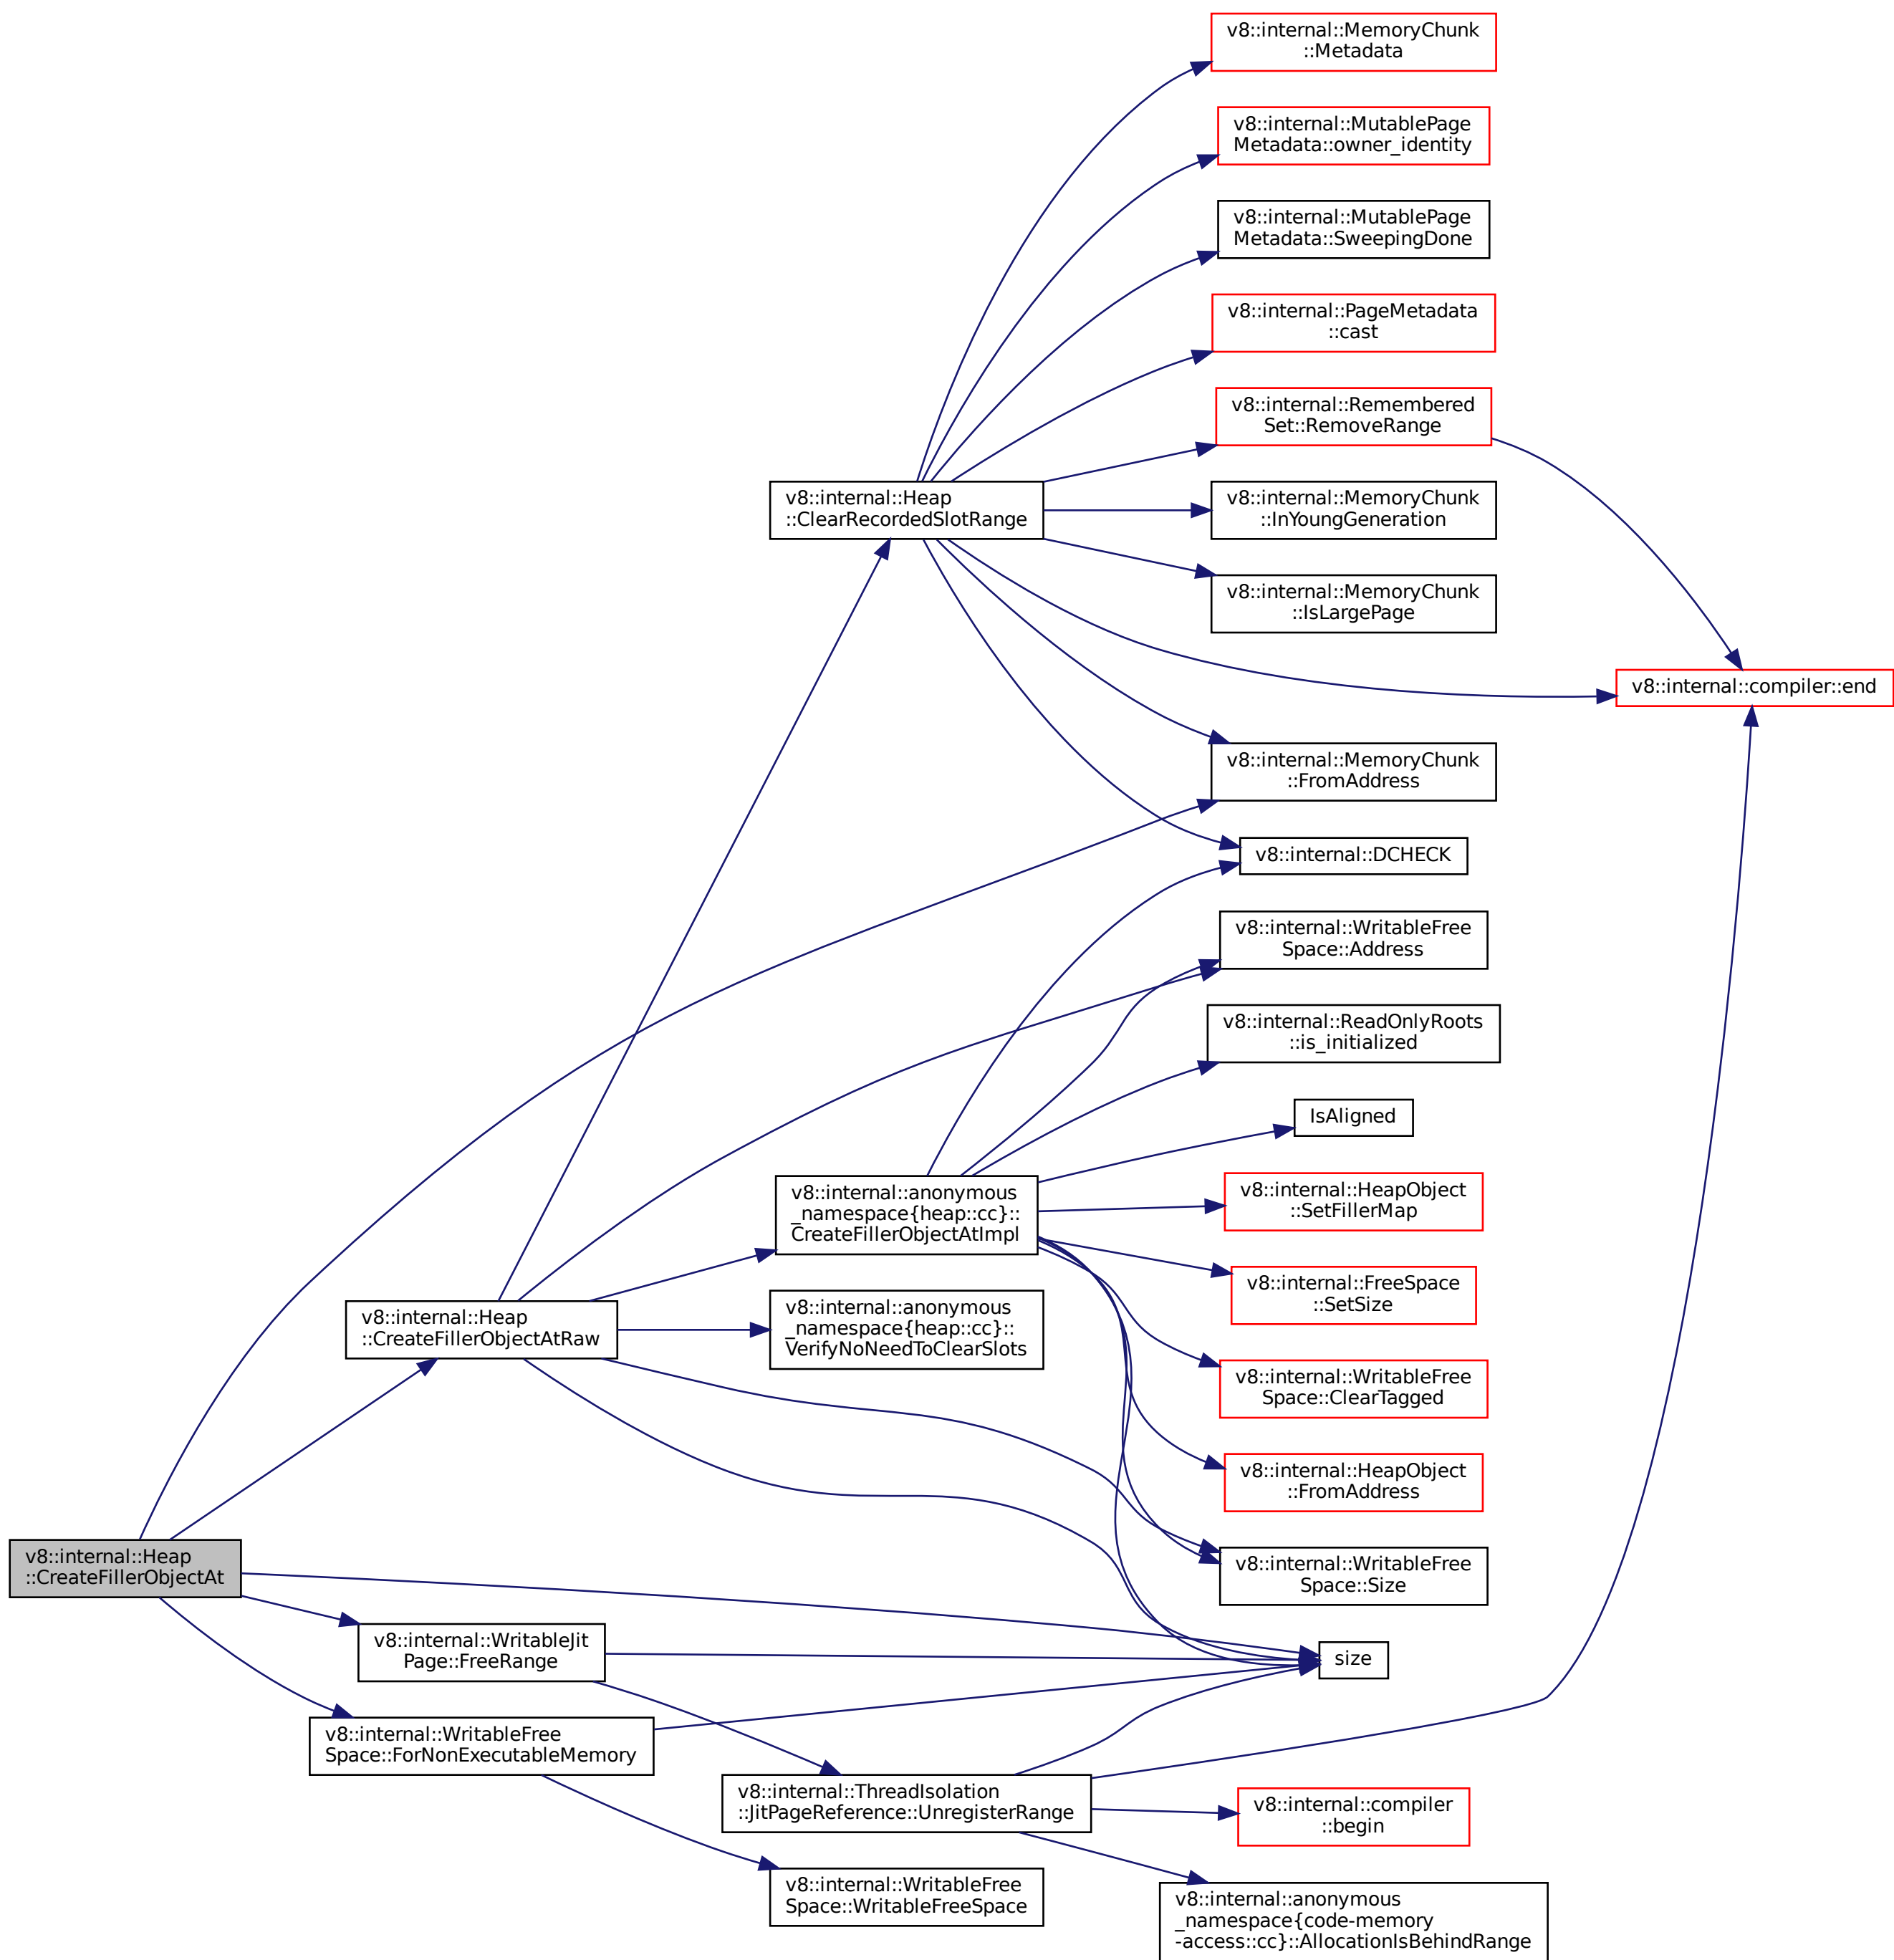 v8::internal::MemoryChunk
::Metadata
v8::internal::MutablePage
Metadata::owner_identity
v8::internal::MutablePage
Metadata::SweepingDone
v8::internal::PageMetadata
::cast
v8::internal::Remembered
Set::RemoveRange
v8::internal::Heap
::ClearRecordedSlotRange
v8::internal::MemoryChunk
::InYoungGeneration
v8::internal::MemoryChunk
::IsLargePage
v8::internal::compiler::end
v8::internal::MemoryChunk
::FromAddress
v8::internal::DCHECK
v8::internal::WritableFree
Space::Address
v8::internal::ReadOnlyRoots
::is_initialized
IsAligned
v8::internal::anonymous
_namespace{heap::cc}::
CreateFillerObjectAtImpl
v8::internal::HeapObject
::SetFillerMap
v8::internal::FreeSpace
::SetSize
v8::internal::Heap
::CreateFillerObjectAtRaw
v8::internal::anonymous
_namespace{heap::cc}::
VerifyNoNeedToClearSlots
v8::internal::WritableFree
Space::ClearTagged
v8::internal::HeapObject
::FromAddress
v8::internal::Heap
::CreateFillerObjectAt
v8::internal::WritableFree
Space::Size
v8::internal::WritableJit
Page::FreeRange
size
v8::internal::WritableFree
Space::ForNonExecutableMemory
v8::internal::ThreadIsolation
::JitPageReference::UnregisterRange
v8::internal::compiler
::begin
v8::internal::WritableFree
Space::WritableFreeSpace
v8::internal::anonymous
_namespace{code-memory
-access::cc}::AllocationIsBehindRange